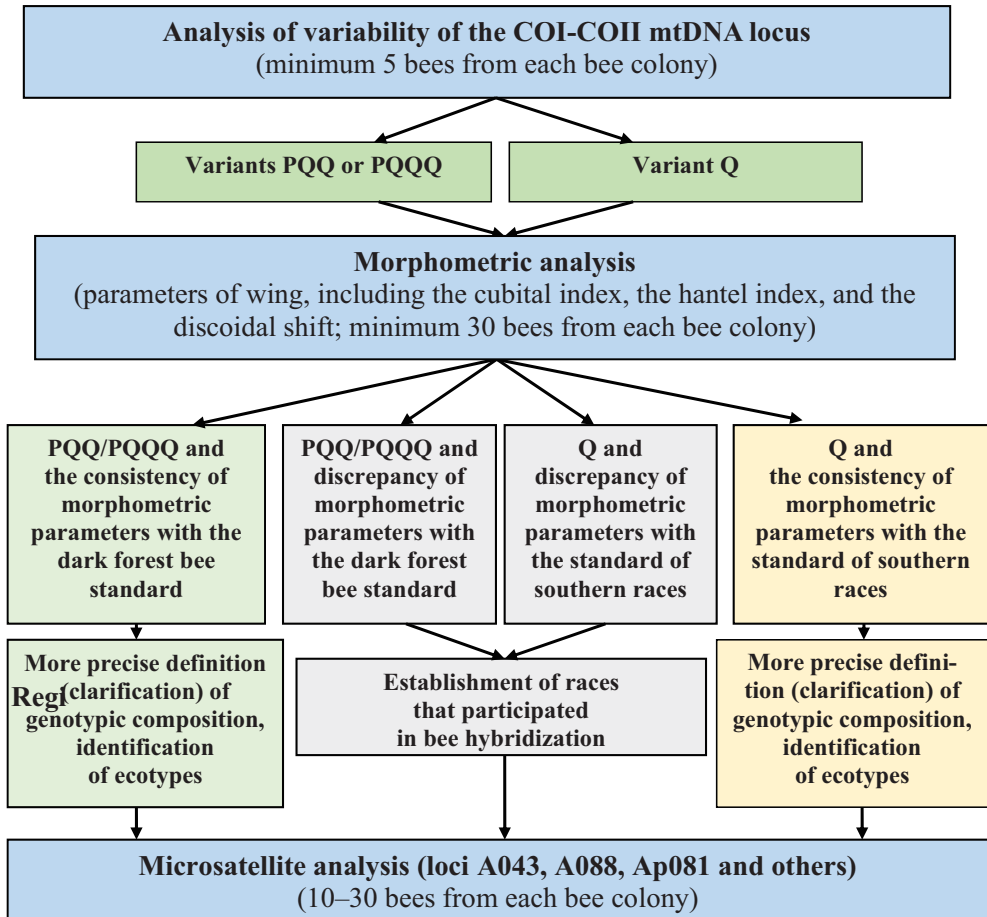 Analysis of variability of the COI-COII mtDNA locus
(minimum 5 bees from each bee colony)
Variants PQQ or PQQQ
Variant Q
Morphometric analysis
(parameters of wing, including the cubital index, the hantel index, and the
discoidal shift; minimum 30 bees from each bee colony)
PQQ/PQQQ and
the consistency of
morphometric
parameters with the
dark forest bee
standard
PQQ/PQQQ and
discrepancy of
morphometric
parameters with
the dark forest
bee standard
Q and
discrepancy of
morphometric
parameters with
the standard of
southern races
Q and
the consistency of
morphometric
parameters with the
standard of southern
races
More precise definition
(clarification) of
genotypic composition,
identification
of ecotypes
Regi
Establishment of races
that participated
in bee hybridization
More precise defini-
tion (clarification) of
genotypic composition,
identification
of ecotypes
Microsatellite analysis (loci A043, A088, Ap081 and others)
(10–30 bees from each bee colony)